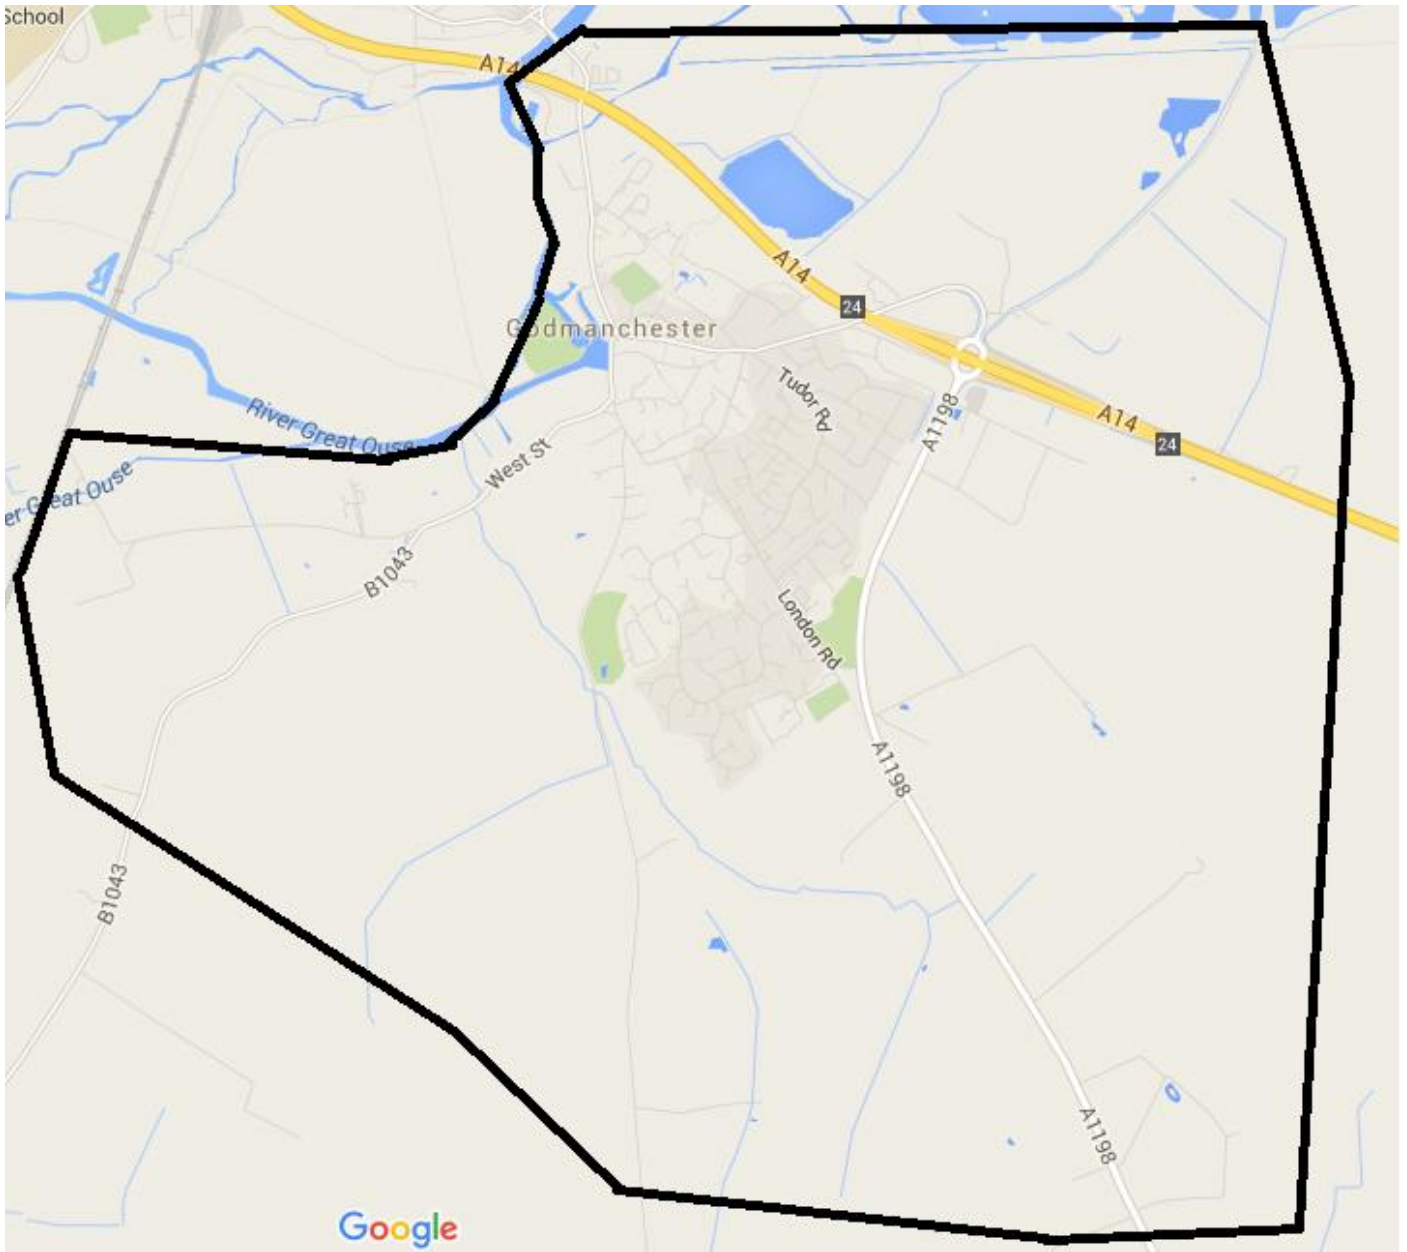 School
A14
A14
24
Godmanchester
Tudor Rd
A1198
A14
24
River Great Ouse
West St
er Great Ouse
B1043
London Rd
A1198
B1043
A1198
Google